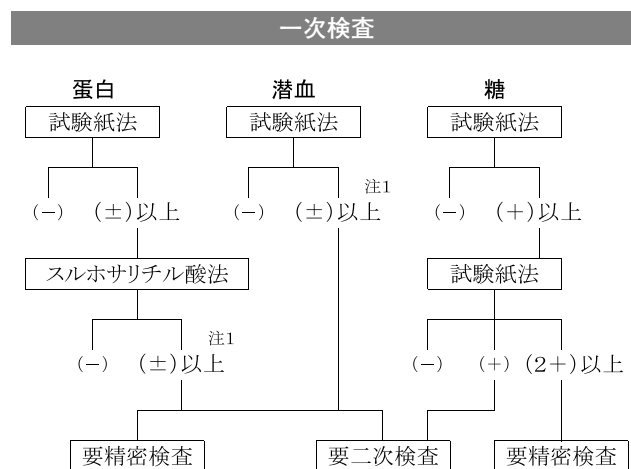 一次検査
蛋白 潜血 糖
試験紙法 試験紙法 試験紙法
注1
(−) (±)以上 (−) (±)以上 (−) (+)以上
スルホサリチル酸法 試験紙法
注1
(−) (±)以上 (−) (+) (2+)以上
要精密検査 要二次検査 要精密検査